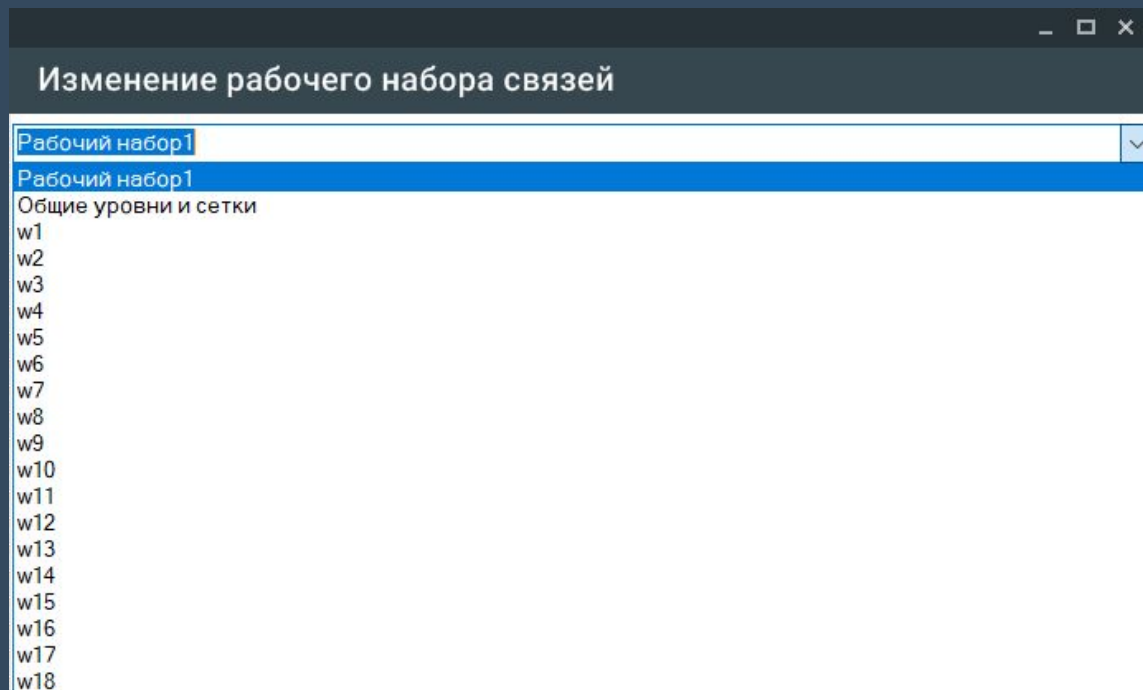 Изменение рабочего набора связей
Рабочий набор1
Рабочий набор1
Общие уровни и сетки
w1
w2
w3
w4
w5
w6
w7
w8
w9
w10
w11
w12
w13
w14
w15
w16
w17
w18